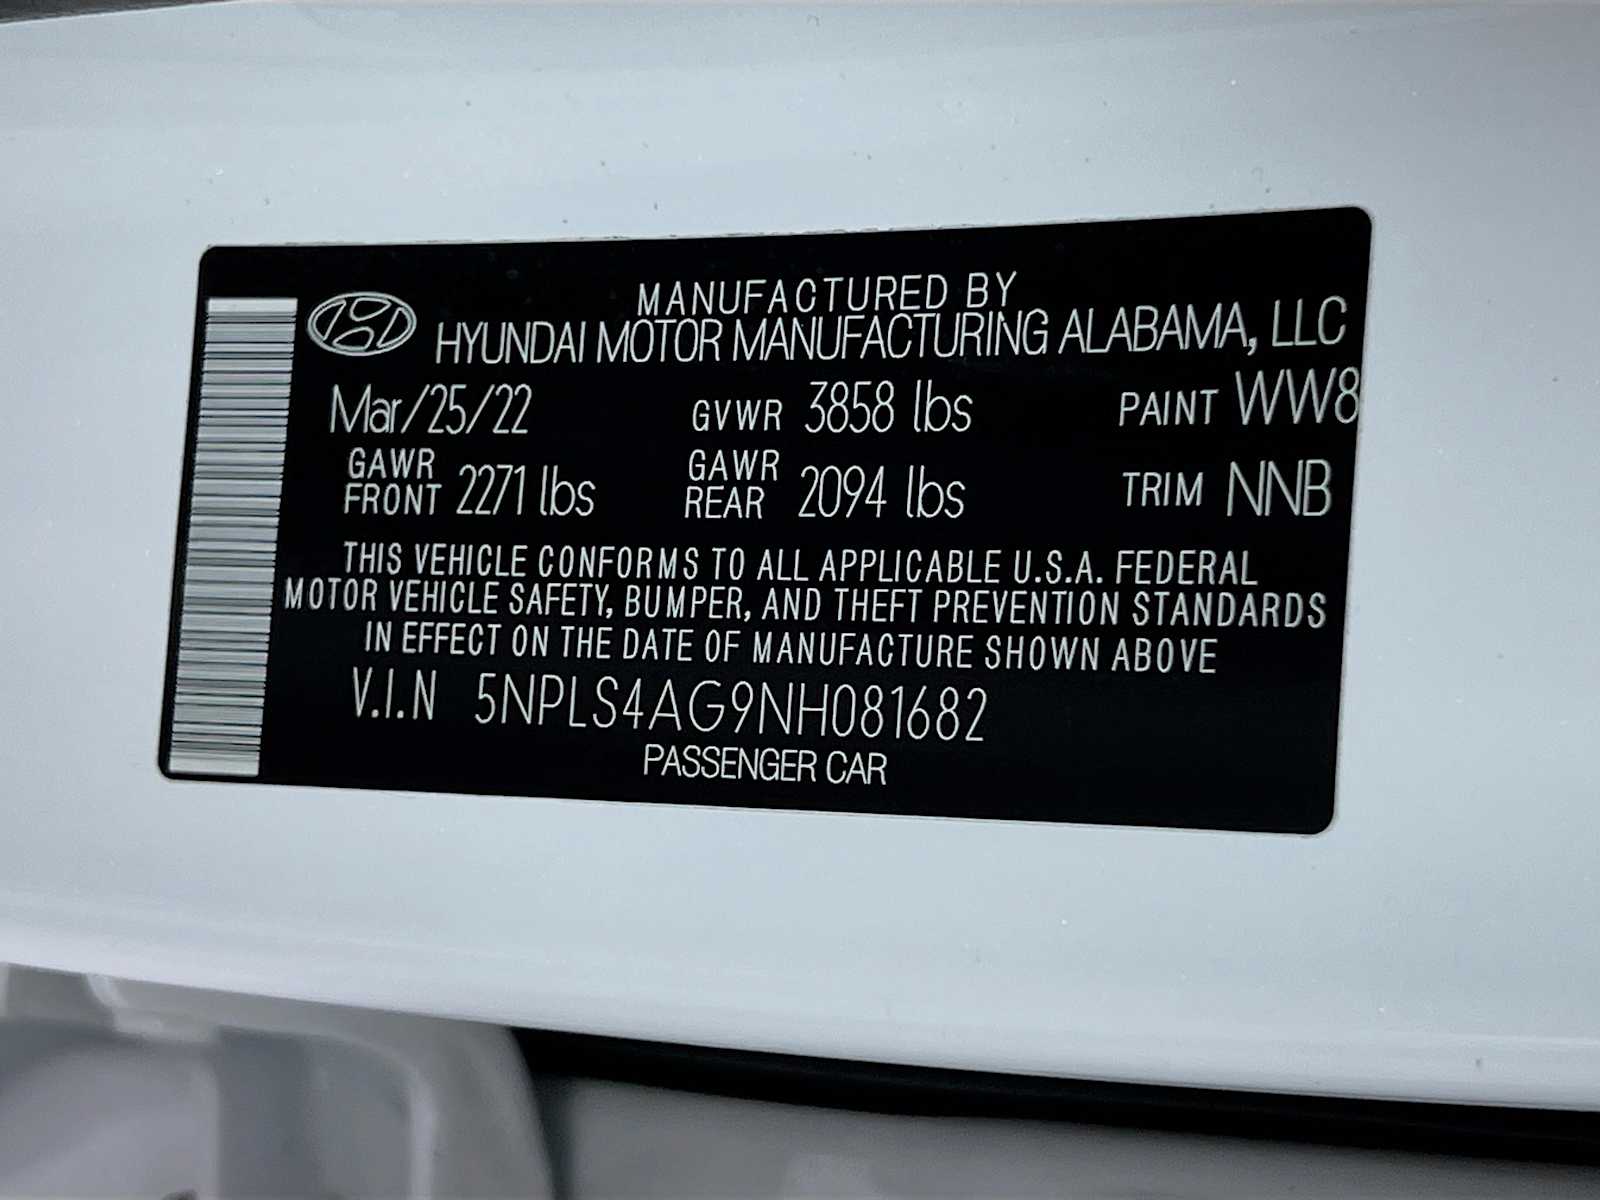 MANUFACTURED BY
HYUNDAI MOTOR MANUFACTURING ALABAMA, LLC
Mar/25/22 GVWR 3858 lbs PAINT WW8
GAWR FRONT 2271 lbs GAWR REAR 2094 lbs TRIM NNB
THIS VEHICLE CONFORMS TO ALL APPLICABLE U.S.A. FEDERAL
MOTOR VEHICLE SAFETY, BUMPER, AND THEFT PREVENTION STANDARDS
IN EFFECT ON THE DATE OF MANUFACTURE SHOWN ABOVE
V.I.N 5NPLS4AG9NH081682
PASSENGER CAR